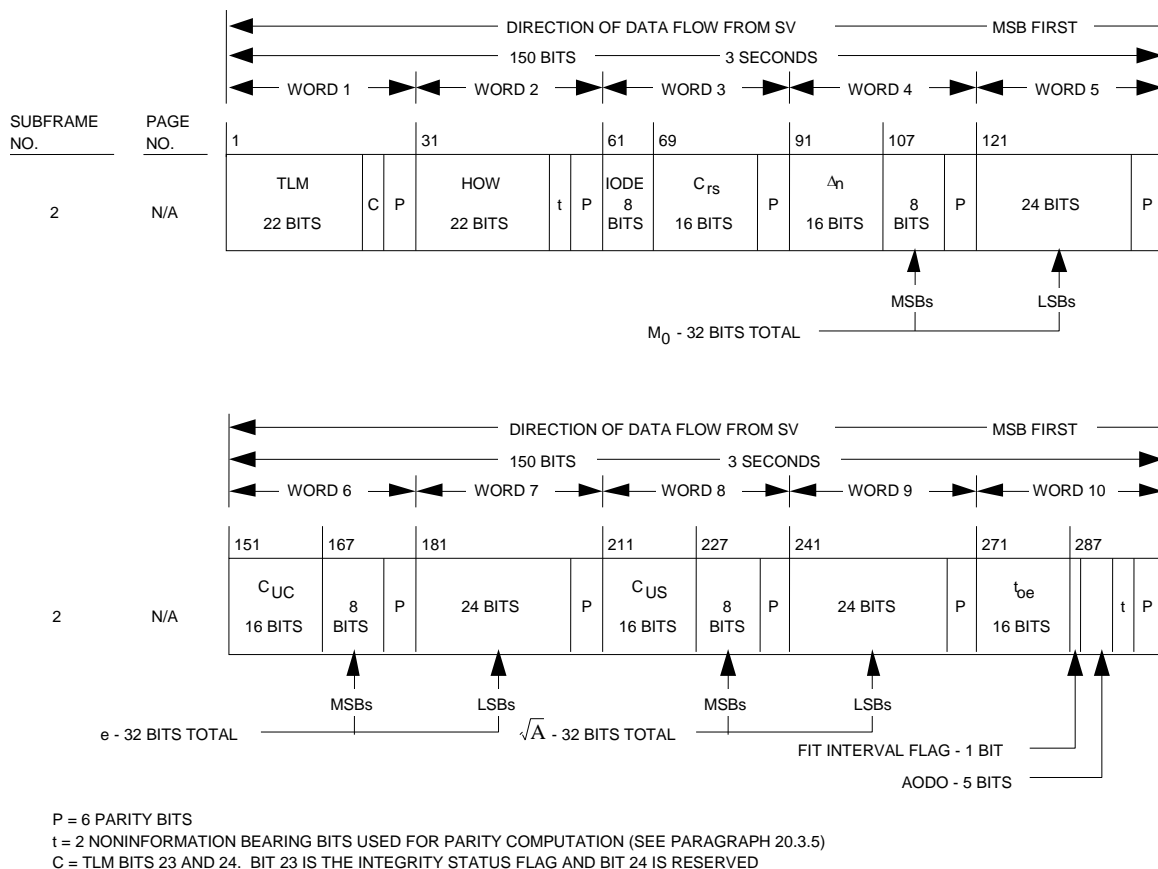 DIRECTION OF DATA FLOW FROM SV MSB FIRST
150 BITS 3 SECONDS
WORD 1 WORD 2 WORD 3 WORD 4 WORD 5
SUBFRAME NO. PAGE NO.
1 31 61 69 91 107 121
2 N/A
TLM 22 BITS C P HOW 22 BITS t P IODE 8 BITS Crs 16 BITS P Δn 16 BITS 8 BITS P 24 BITS P
MSBs LSBs
M0 - 32 BITS TOTAL
DIRECTION OF DATA FLOW FROM SV MSB FIRST
150 BITS 3 SECONDS
WORD 6 WORD 7 WORD 8 WORD 9 WORD 10
151 167 181 211 227 241 271 287
2 N/A
CUC 16 BITS 8 BITS P 24 BITS P CUS 16 BITS 8 BITS P 24 BITS P toe 16 BITS t P
MSBs LSBs MSBs LSBs
e - 32 BITS TOTAL √A - 32 BITS TOTAL
FIT INTERVAL FLAG - 1 BIT
AODO - 5 BITS
P = 6 PARITY BITS
t = 2 NONINFORMATION BEARING BITS USED FOR PARITY COMPUTATION (SEE PARAGRAPH 20.3.5)
C = TLM BITS 23 AND 24. BIT 23 IS THE INTEGRITY STATUS FLAG AND BIT 24 IS RESERVED